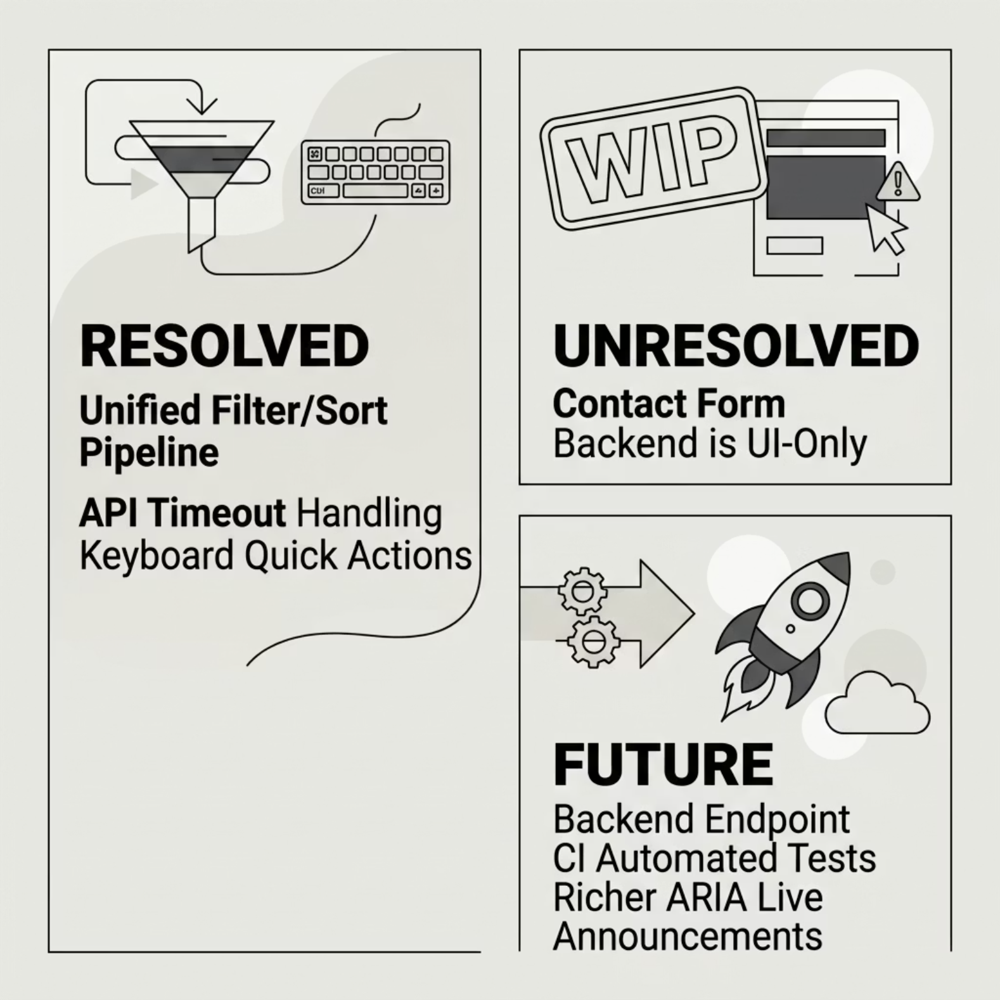 RESOLVED
Unified Filter/Sort
Pipeline
API Timeout Handling
Keyboard Quick Actions
WIP
UNRESOLVED
Contact Form
Backend is UI-Only
FUTURE
Backend Endpoint
CI Automated Tests
Richer ARIA Live
Announcements